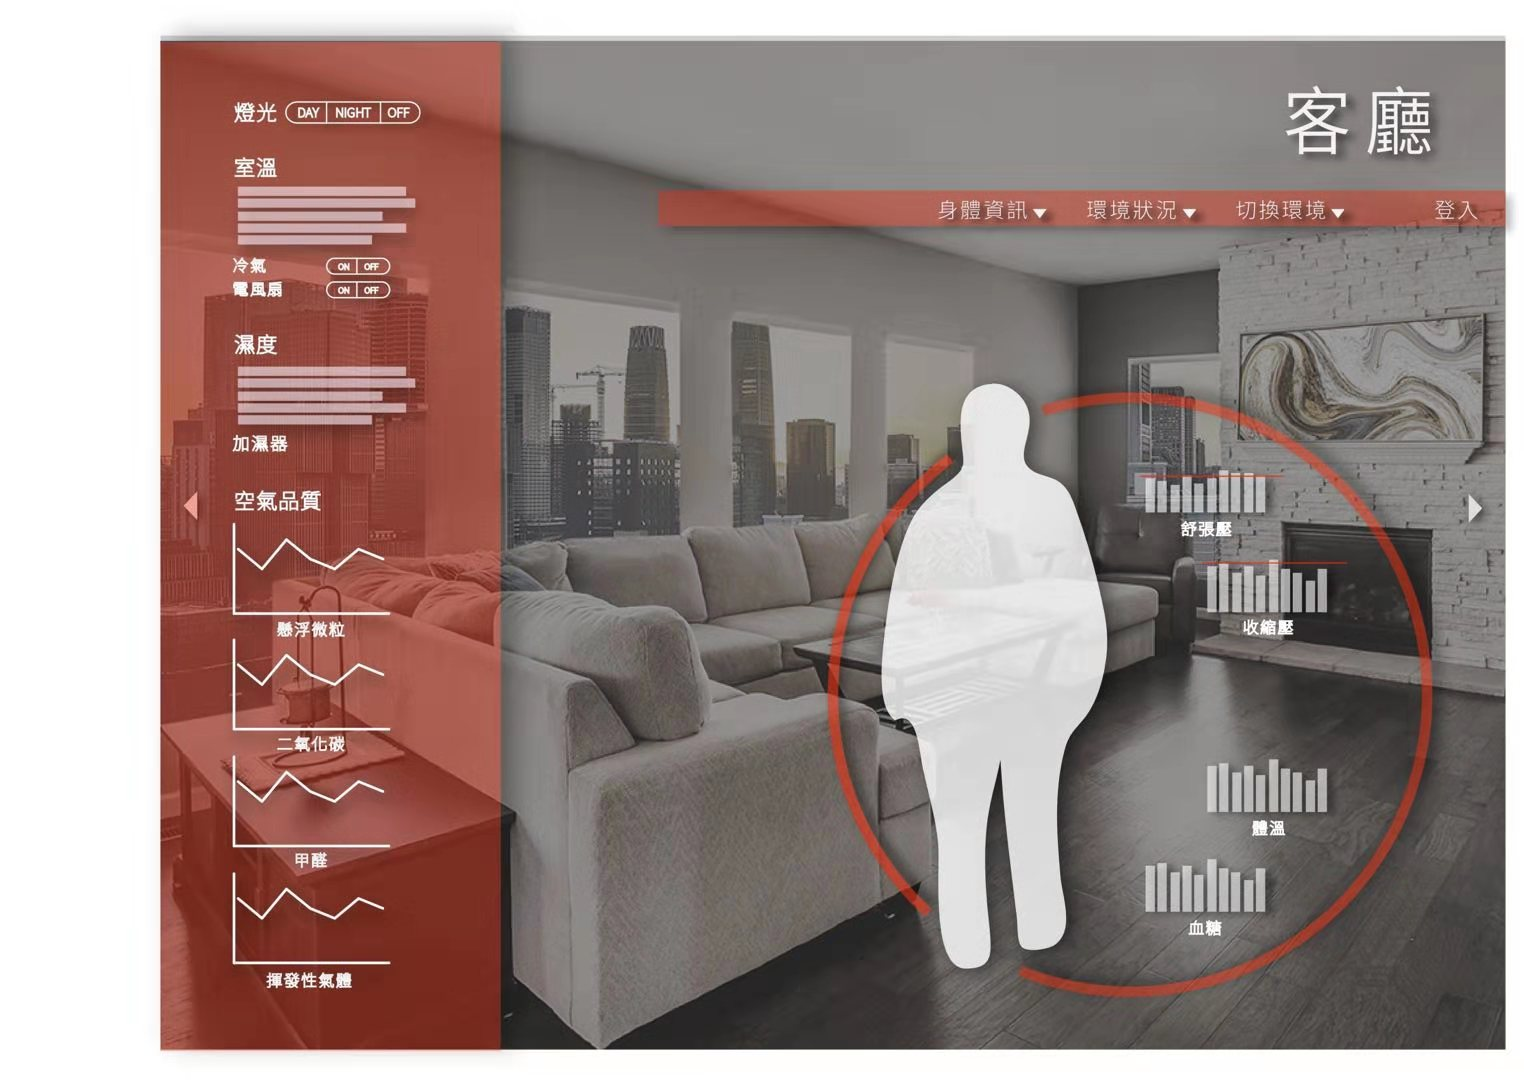 客廳
身體資訊 環境狀況 切換環境 登入
燈光 DAY NIGHT OFF
室溫
冷氣 ON OFF
電風扇 ON OFF
濕度
加濕器
空氣品質
懸浮微粒
二氧化碳
甲醛
揮發性氣體
舒張壓
收縮壓
體溫
血糖